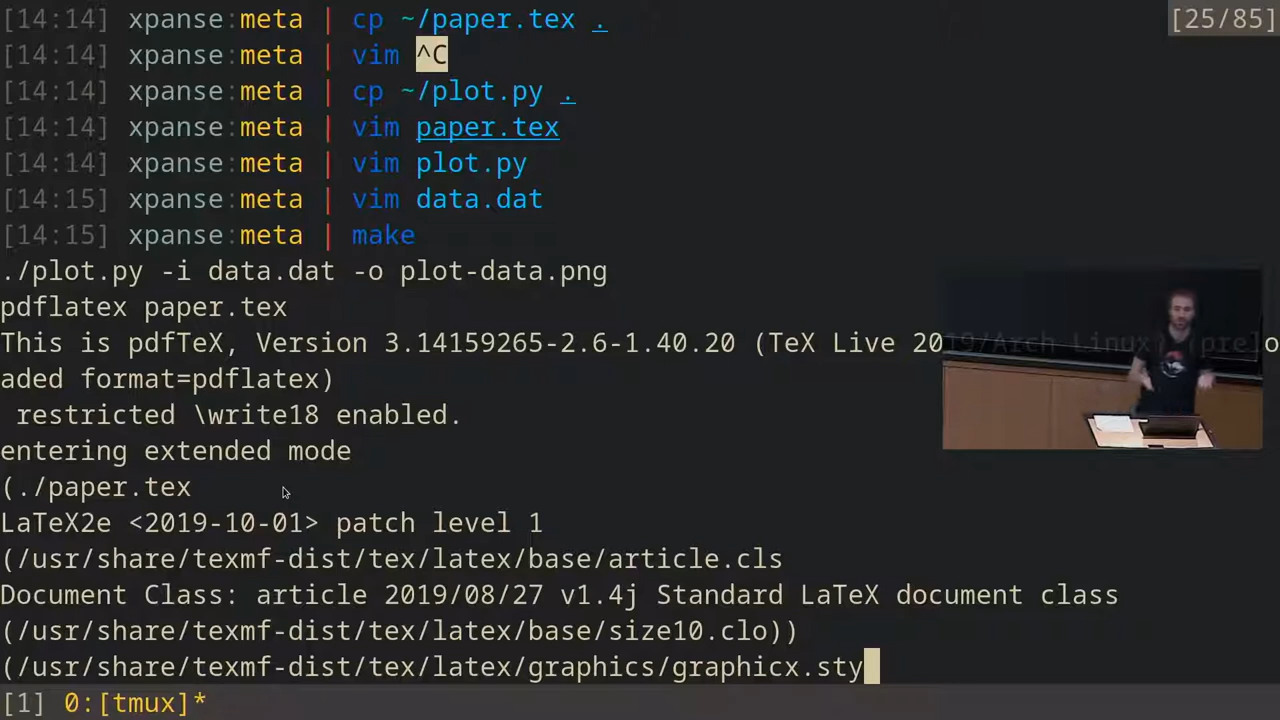 [14:14] xpanse:meta | cp ~/paper.tex . [25/85]
[14:14] xpanse:meta | vim ^C
[14:14] xpanse:meta | cp ~/plot.py .
[14:14] xpanse:meta | vim paper.tex
[14:14] xpanse:meta | vim plot.py
[14:15] xpanse:meta | vim data.dat
[14:15] xpanse:meta | make
./plot.py -i data.dat -o plot-data.png
pdflatex paper.tex
This is pdfTeX, Version 3.14159265-2.6-1.40.20 (TeX Live 2019/Arch Linux) (prelo
aded format=pdflatex)
 restricted \write18 enabled.
entering extended mode
(./paper.tex
LaTeX2e <2019-10-01> patch level 1
(/usr/share/texmf-dist/tex/latex/base/article.cls
Document Class: article 2019/08/27 v1.4j Standard LaTeX document class
(/usr/share/texmf-dist/tex/latex/base/size10.clo))
(/usr/share/texmf-dist/tex/latex/graphics/graphicx.sty
[1] 0:[tmux]*